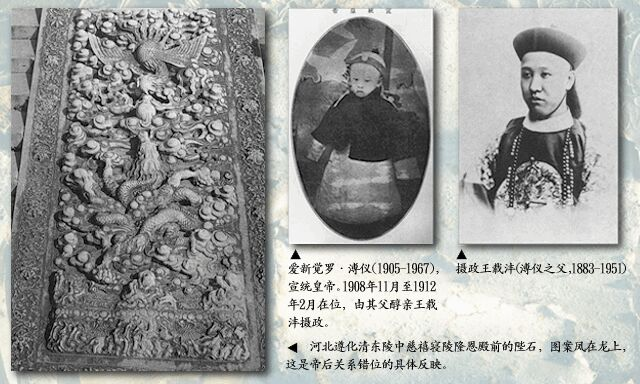 ▲
爱新觉罗·溥仪(1905-1967),
宣统皇帝。1908年11月至1912
年2月在位，由其父醇亲王载
沣摄政。
▲
摄政王载沣(溥仪之父,1883-1951)
◀ 河北遵化清东陵中慈禧寝陵隆恩殿前的陛石，图案凤在龙上，
这是帝后关系错位的具体反映。